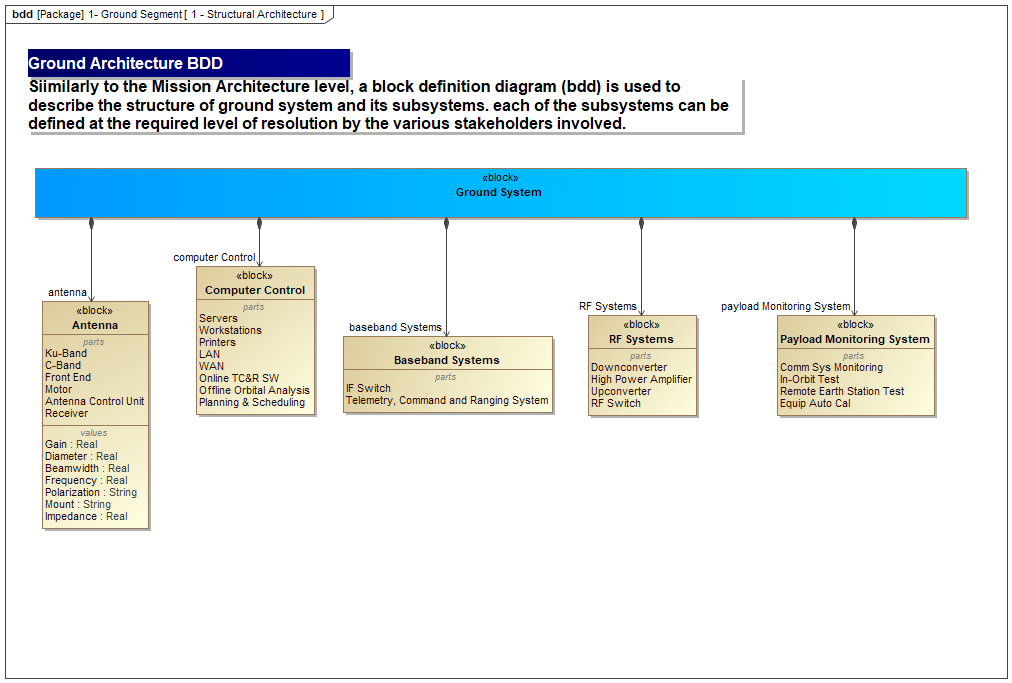 bdd [Package] 1- Ground Segment [ 1 - Structural Architecture ]
Ground Architecture BDD
Siimilarly to the Mission Architecture level, a block definition diagram (bdd) is used to
describe the structure of ground system and its subsystems. each of the subsystems can be
defined at the required level of resolution by the various stakeholders involved.
«block»
Ground System
antenna
«block»
Antenna
parts
Ku-Band
C-Band
Front End
Motor
Antenna Control Unit
Receiver
values
Gain : Real
Diameter : Real
Beamwidth : Real
Frequency : Real
Polarization : String
Mount : String
Impedance : Real
computer Control
«block»
Computer Control
parts
Servers
Workstations
Printers
LAN
WAN
Online TC&R SW
Offline Orbital Analysis
Planning & Scheduling
baseband Systems
«block»
Baseband Systems
parts
IF Switch
Telemetry, Command and Ranging System
RF Systems
«block»
RF Systems
parts
Downconverter
High Power Amplifier
Upconverter
RF Switch
payload Monitoring System
«block»
Payload Monitoring System
parts
Comm Sys Monitoring
In-Orbit Test
Remote Earth Station Test
Equip Auto Cal